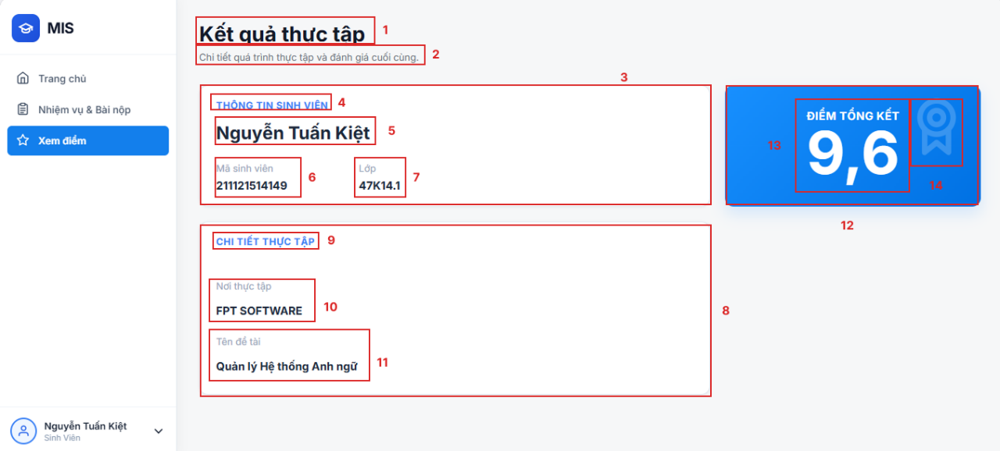 MIS
Trang chủ
Nhiệm vụ & Bài nộp
Xem điểm
Nguyễn Tuấn Kiệt
Sinh Viên
Kết quả thực tập 1
Chi tiết quá trình thực tập và đánh giá cuối cùng. 2
3
THÔNG TIN SINH VIÊN 4
Nguyễn Tuấn Kiệt 5
Mã sinh viên
211121514149
6
Lớp
47K14.1
7
ĐIỂM TỔNG KẾT
9,6
13
14
12
CHI TIẾT THỰC TẬP 9
Nơi thực tập
FPT SOFTWARE
10
8
Tên đề tài
Quản lý Hệ thống Anh ngữ
11